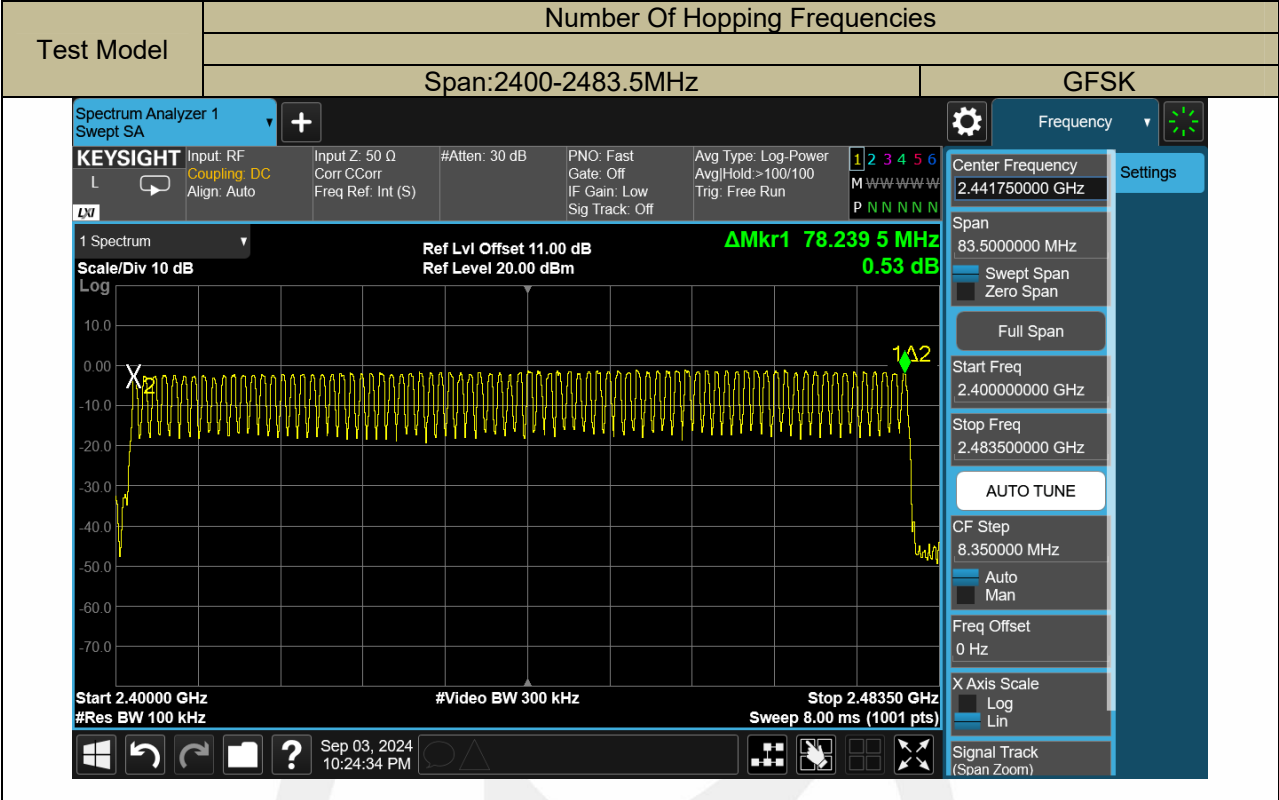 Test Model
Number Of Hopping Frequencies
Span:2400-2483.5MHz
GFSK
Spectrum Analyzer 1
Swept SA
Frequency
KEYSIGHT
L
LXI
Input: RF
Coupling: DC
Align: Auto
Input Z: 50 Ω
Corr CCorr
Freq Ref: Int (S)
#Atten: 30 dB
PNO: Fast
Gate: Off
IF Gain: Low
Sig Track: Off
Avg Type: Log-Power
Avg|Hold:>100/100
Trig: Free Run
1 2 3 4 5 6
M W W W W W
P N N N N N
1 Spectrum
Scale/Div 10 dB
Log
Ref Lvl Offset 11.00 dB
Ref Level 20.00 dBm
ΔMkr1 78.239 5 MHz
0.53 dB
10.0
0.00
-10.0
-20.0
-30.0
-40.0
-50.0
-60.0
-70.0
X2
1Δ2
Start 2.40000 GHz
#Res BW 100 kHz
#Video BW 300 kHz
Stop 2.48350 GHz
Sweep 8.00 ms (1001 pts)
Sep 03, 2024
10:24:34 PM
Settings
Center Frequency
2.441750000 GHz
Span
83.5000000 MHz
Swept Span
Zero Span
Full Span
Start Freq
2.400000000 GHz
Stop Freq
2.483500000 GHz
AUTO TUNE
CF Step
8.350000 MHz
Auto
Man
Freq Offset
0 Hz
X Axis Scale
Log
Lin
Signal Track
(Span Zoom)